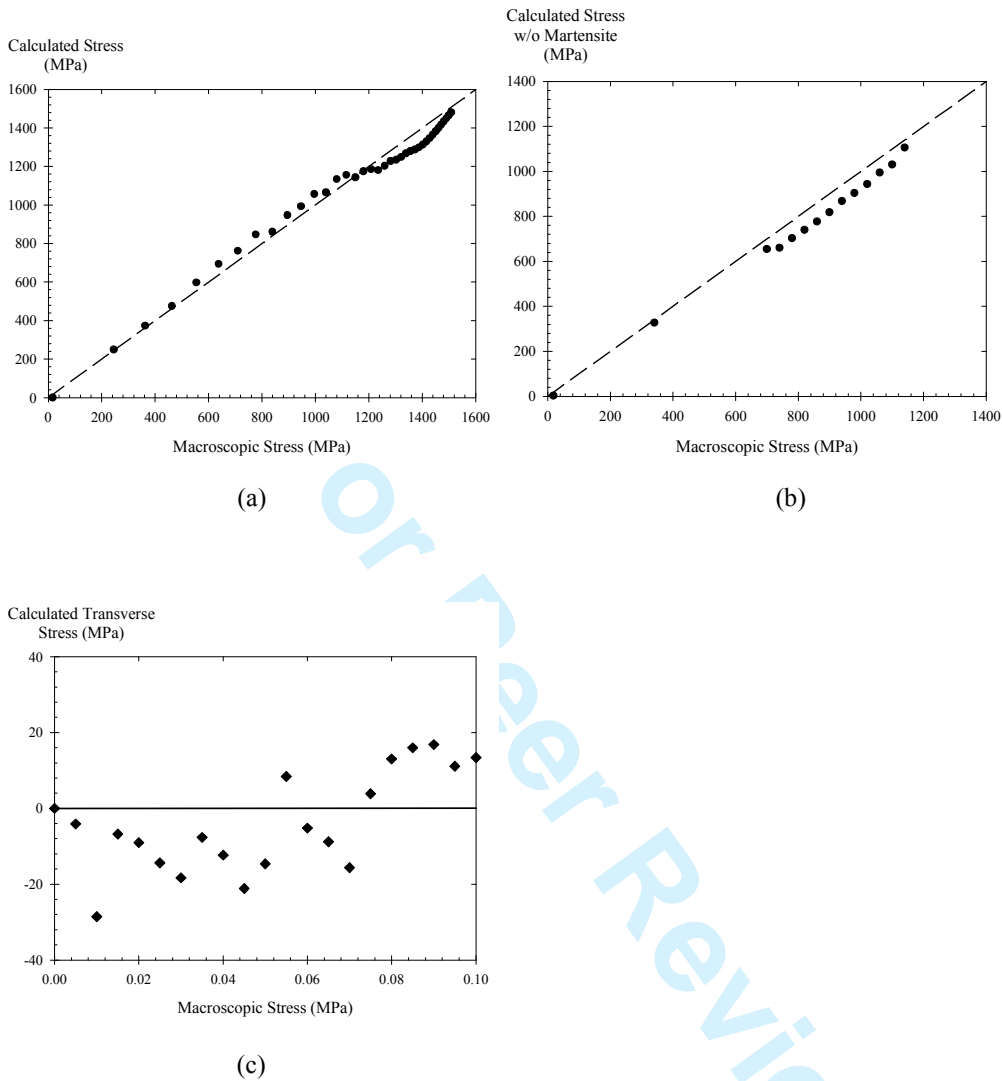 Calculated Stress
(MPa)
1600
1400
1200
1000
800
600
400
200
0
0 200 400 600 800 1000 1200 1400 1600
Macroscopic Stress (MPa)
(a)
Calculated Stress
w/o Martensite
(MPa)
1400
1200
1000
800
600
400
200
0
0 200 400 600 800 1000 1200 1400
Macroscopic Stress (MPa)
(b)
Calculated Transverse
Stress (MPa)
40
20
0
-20
-40
0.00 0.02 0.04 0.06 0.08 0.10
Macroscopic Stress (MPa)
(c)
or Peer Revie